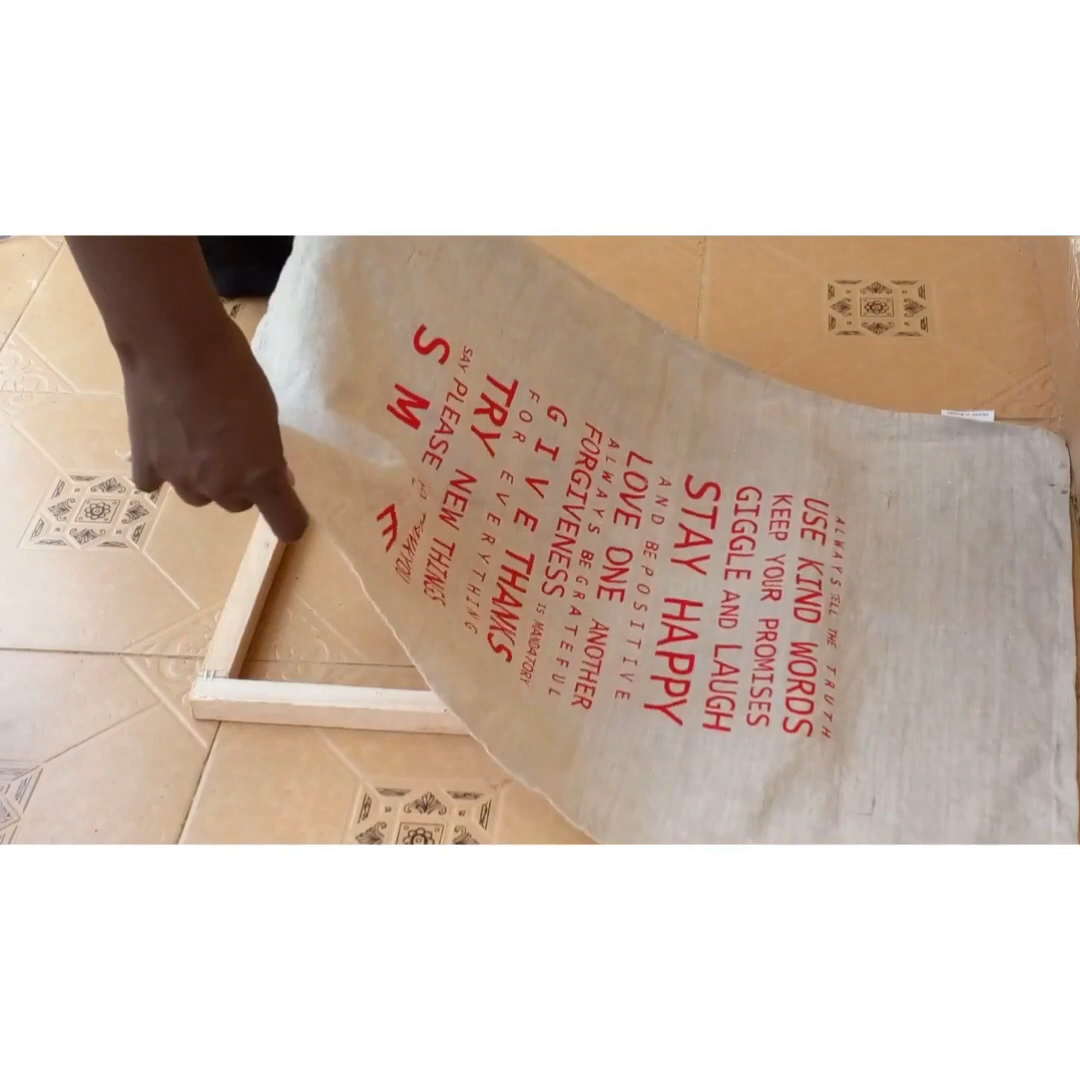 ALWAYS TELL THE TRUTH
USE KIND WORDS
KEEP YOUR PROMISES
GIGGLE AND LAUGH
STAY HAPPY
AND BE POSITIVE
LOVE ONE ANOTHER
ALWAYS BE GRATEFUL
FORGIVENESS IS MANDATORY
GIVE THANKS
FOR EVERYTHING
TRY NEW THINGS
SAY PLEASE YOU
S M E